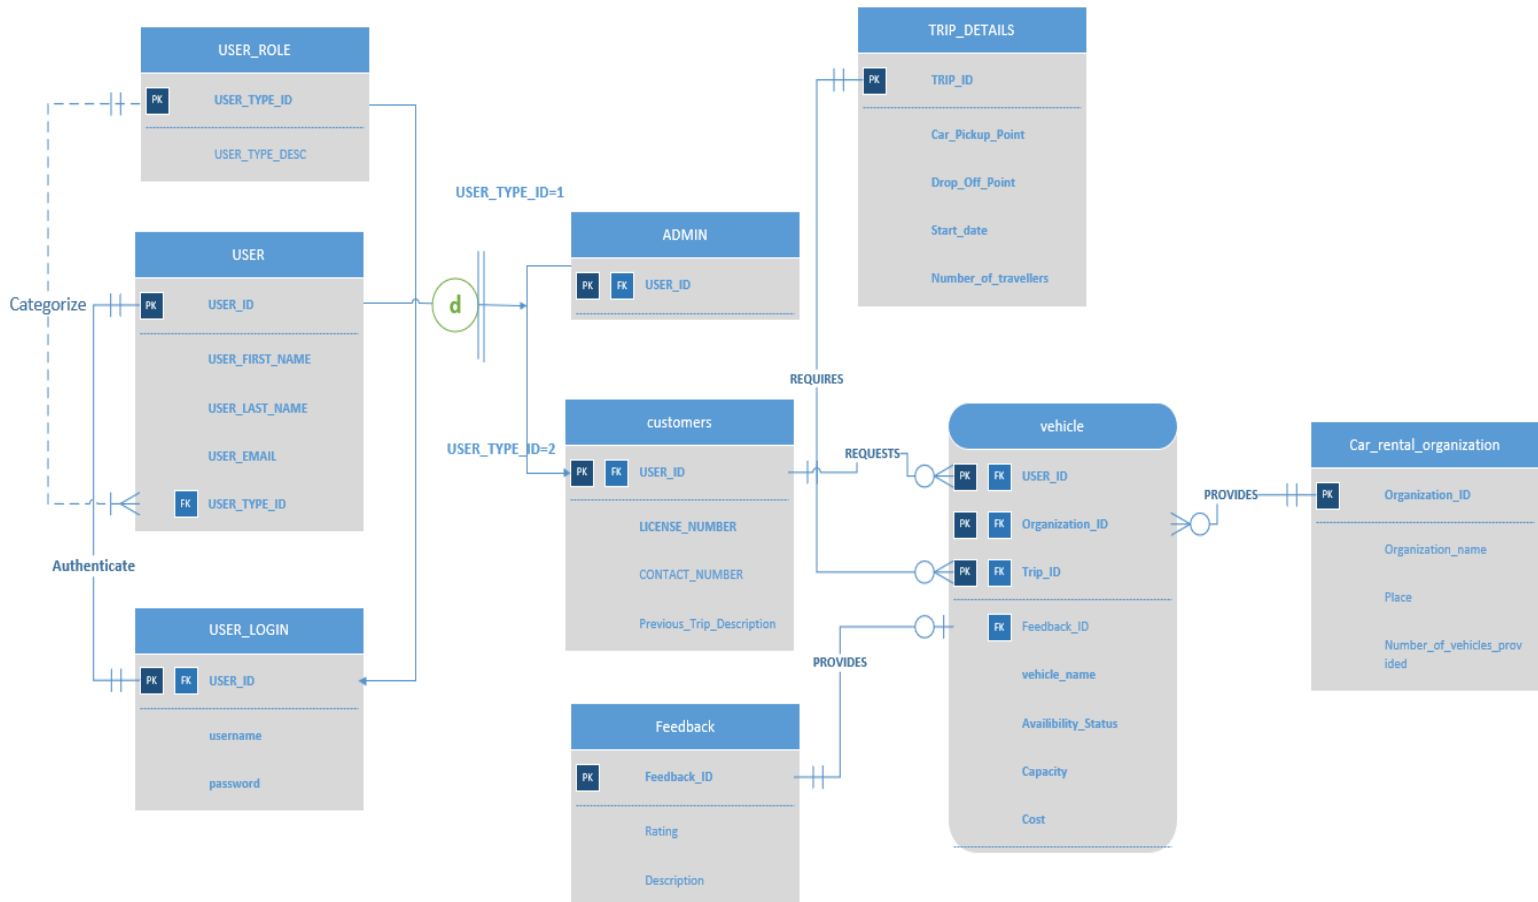 USER_ROLE
PK USER_TYPE_ID
USER_TYPE_DESC
USER
PK USER_ID
USER_FIRST_NAME
USER_LAST_NAME
USER_EMAIL
FK USER_TYPE_ID
Categorize
Authenticate
USER_LOGIN
PK FK USER_ID
username
password
d
USER_TYPE_ID=1
USER_TYPE_ID=2
ADMIN
PK FK USER_ID
customers
PK FK USER_ID
LICENSE_NUMBER
CONTACT_NUMBER
Previous_Trip_Description
Feedback
PK Feedback_ID
Rating
Description
TRIP_DETAILS
PK TRIP_ID
Car_Pickup_Point
Drop_Off_Point
Start_date
Number_of_travellers
REQUIRES
REQUESTS
PROVIDES
vehicle
PK FK USER_ID
PK FK Organization_ID
PK FK Trip_ID
FK Feedback_ID
vehicle_name
Availibility_Status
Capacity
Cost
PROVIDES
Car_rental_organization
PK Organization_ID
Organization_name
Place
Number_of_vehicles_prov
ided